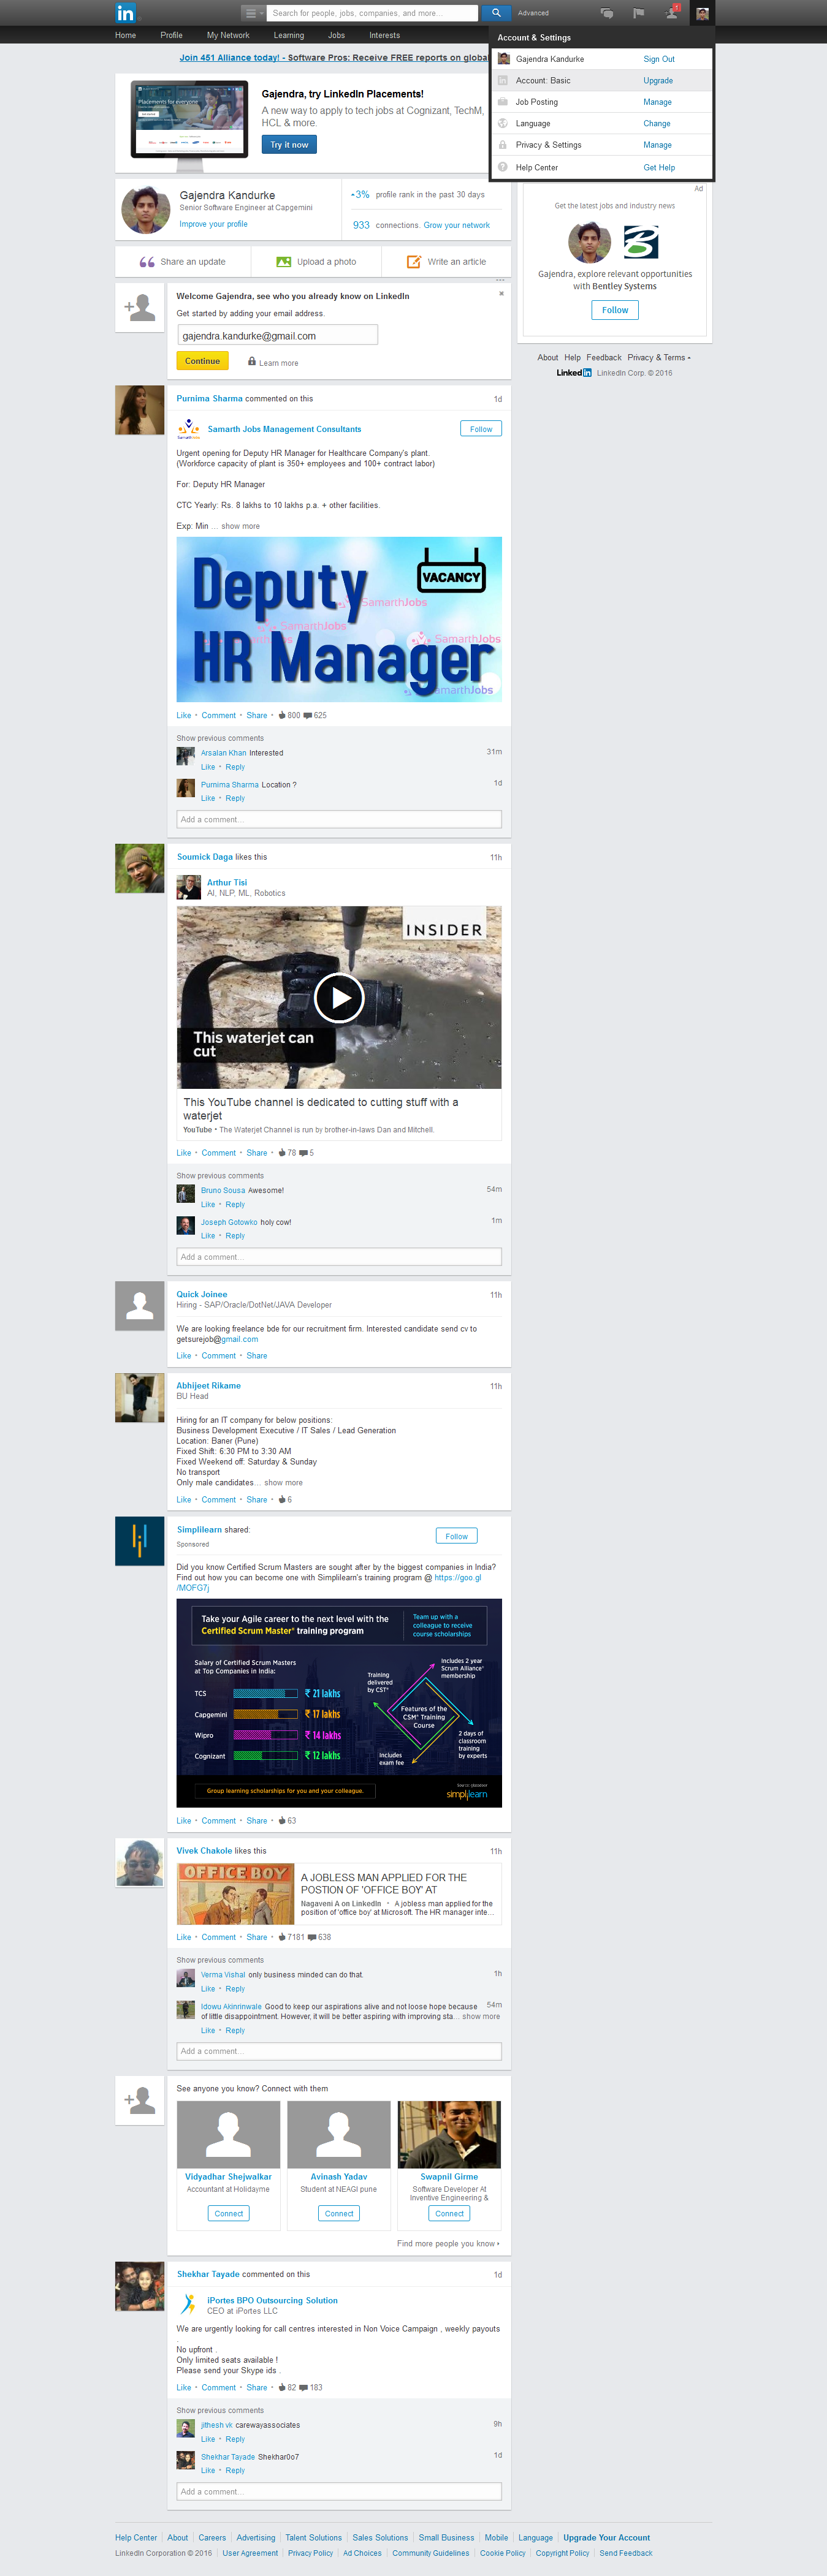 in
Search for people, jobs, companies, and more...
Advanced
1
Home Profile My Network Learning Jobs Interests
Account & Settings
Gajendra Kandurke Sign Out
Account: Basic Upgrade
Job Posting Manage
Language Change
Privacy & Settings Manage
Help Center Get Help
Join 451 Alliance today! - Software Pros: Receive FREE reports on global
Placements for everyone
Gajendra, try LinkedIn Placements!
A new way to apply to tech jobs at Cognizant, TechM,
HCL & more.
Try it now
Gajendra Kandurke
Senior Software Engineer at Capgemini
Improve your profile
3% profile rank in the past 30 days
933 connections. Grow your network
Share an update
Upload a photo
Write an article
Ad
Get the latest jobs and industry news
Gajendra, explore relevant opportunities
with Bentley Systems
Follow
About Help Feedback Privacy & Terms
LinkedIn LinkedIn Corp. © 2016
Welcome Gajendra, see who you already know on LinkedIn
Get started by adding your email address.
gajendra.kandurke@gmail.com
Continue
Learn more
Purnima Sharma commented on this 1d
Samarth Jobs Management Consultants
Follow
Urgent opening for Deputy HR Manager for Healthcare Company's plant.
(Workforce capacity of plant is 350+ employees and 100+ contract labor)
For: Deputy HR Manager
CTC Yearly: Rs. 8 lakhs to 10 lakhs p.a. + other facilities.
Exp: Min ... show more
VACANCY
Deputy
HR Manager
SamarthJobs
SamarthJobs
SamarthJobs
Like • Comment • Share • 800 625
Show previous comments
Arsalan Khan Interested 31m
Like • Reply
Purnima Sharma Location ? 1d
Like • Reply
Add a comment...
Soumick Daga likes this 11h
Arthur Tisi
AI, NLP, ML, Robotics
INSIDER
This waterjet can
cut
This YouTube channel is dedicated to cutting stuff with a
waterjet
YouTube • The Waterjet Channel is run by brother-in-laws Dan and Mitchell.
Like • Comment • Share • 78 5
Show previous comments
Bruno Sousa Awesome! 54m
Like • Reply
Joseph Gotowko holy cow! 1m
Like • Reply
Add a comment...
Quick Joinee 11h
Hiring - SAP/Oracle/DotNet/JAVA Developer
We are looking freelance bde for our recruitment firm. Interested candidate send cv to
getsurejob@gmail.com
Like • Comment • Share
Abhijeet Rikame 11h
BU Head
Hiring for an IT company for below positions:
Business Development Executive / IT Sales / Lead Generation
Location: Baner (Pune)
Fixed Shift: 6:30 PM to 3:30 AM
Fixed Weekend off: Saturday & Sunday
No transport
Only male candidates... show more
Like • Comment • Share • 6
Simplilearn shared:
Sponsored
Follow
Did you know Certified Scrum Masters are sought after by the biggest companies in India?
Find out how you can become one with Simplilearn's training program @ https://goo.gl
/MOFG7j
Take your Agile career to the next level with the
Certified Scrum Master® training program
Team up with a
colleague to receive
course scholarships
Salary of Certified Scrum Masters
at Top Companies in India:
TCS ₹ 21 lakhs
Capgemini ₹ 17 lakhs
Wipro ₹ 14 lakhs
Cognizant ₹ 12 lakhs
Includes 2 year
Scrum Alliance®
membership
Training
delivered
by CST®
Features of the
CSM® Training
Course
2 days of
classroom
training
by experts
Includes
exam fee
Group learning scholarships for you and your colleague.
simplilearn
Like • Comment • Share • 63
Vivek Chakole likes this 11h
OFFICE BOY
A JOBLESS MAN APPLIED FOR THE
POSTION OF 'OFFICE BOY' AT
Nagaveni A on LinkedIn • A jobless man applied for the
position of 'office boy' at Microsoft. The HR manager inte...
Like • Comment • Share • 7181 638
Show previous comments
Verma Vishal only business minded can do that. 1h
Like • Reply
Idowu Akinrinwale Good to keep our aspirations alive and not loose hope because 54m
of little disappointment. However, it will be better aspiring with improving sta... show more
Like • Reply
Add a comment...
See anyone you know? Connect with them
Vidyadhar Shejwalkar
Accountant at Holidayme
Connect
Avinash Yadav
Student at NEAGI pune
Connect
Swapnil Girme
Software Developer At
Inventive Engineering &
Connect
Find more people you know
Shekhar Tayade commented on this 1d
iPortes BPO Outsourcing Solution
CEO at iPortes LLC
We are urgently looking for call centres interested in Non Voice Campaign , weekly payouts
.
No upfront .
Only limited seats available !
Please send your Skype ids .
Like • Comment • Share • 82 183
Show previous comments
jithesh vk carewayassociates 9h
Like • Reply
Shekhar Tayade Shekhar0o7 1d
Like • Reply
Add a comment...
Help Center About Careers Advertising Talent Solutions Sales Solutions Small Business Mobile Language Upgrade Your Account
LinkedIn Corporation © 2016 User Agreement Privacy Policy Ad Choices Community Guidelines Cookie Policy Copyright Policy Send Feedback